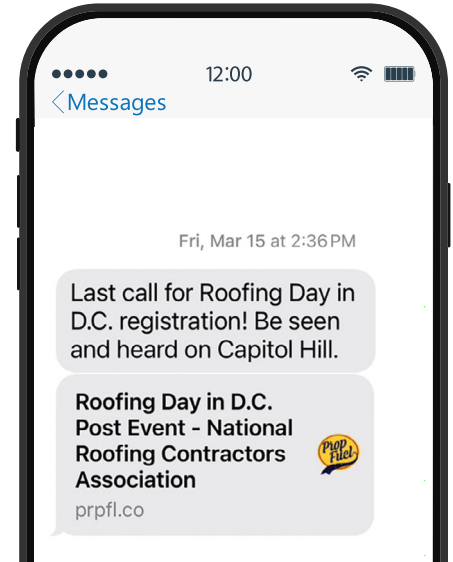 12:00
Messages
Fri, Mar 15 at 2:36 PM
Last call for Roofing Day in
D.C. registration! Be seen
and heard on Capitol Hill.
Roofing Day in D.C.
Post Event - National
Roofing Contractors
Association
prpfl.co
Prop
Fuel